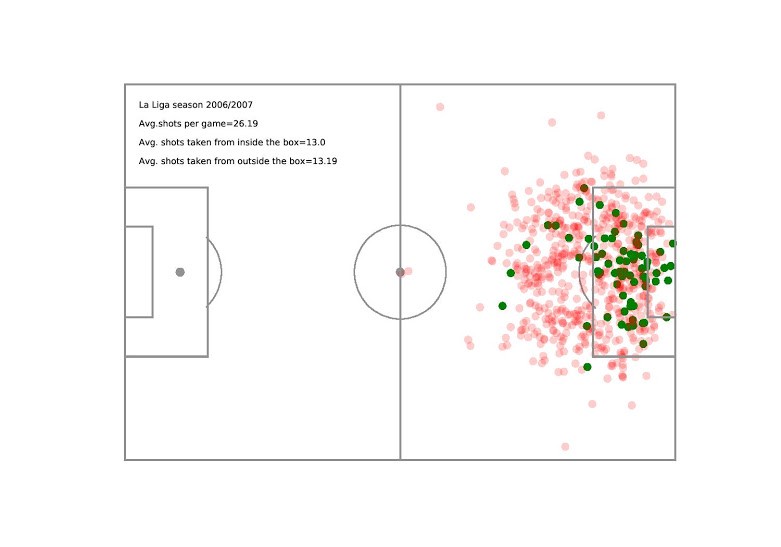 La Liga season 2006/2007
Avg.shots per game=26.19
Avg. shots taken from inside the box=13.0
Avg. shots taken from outside the box=13.19